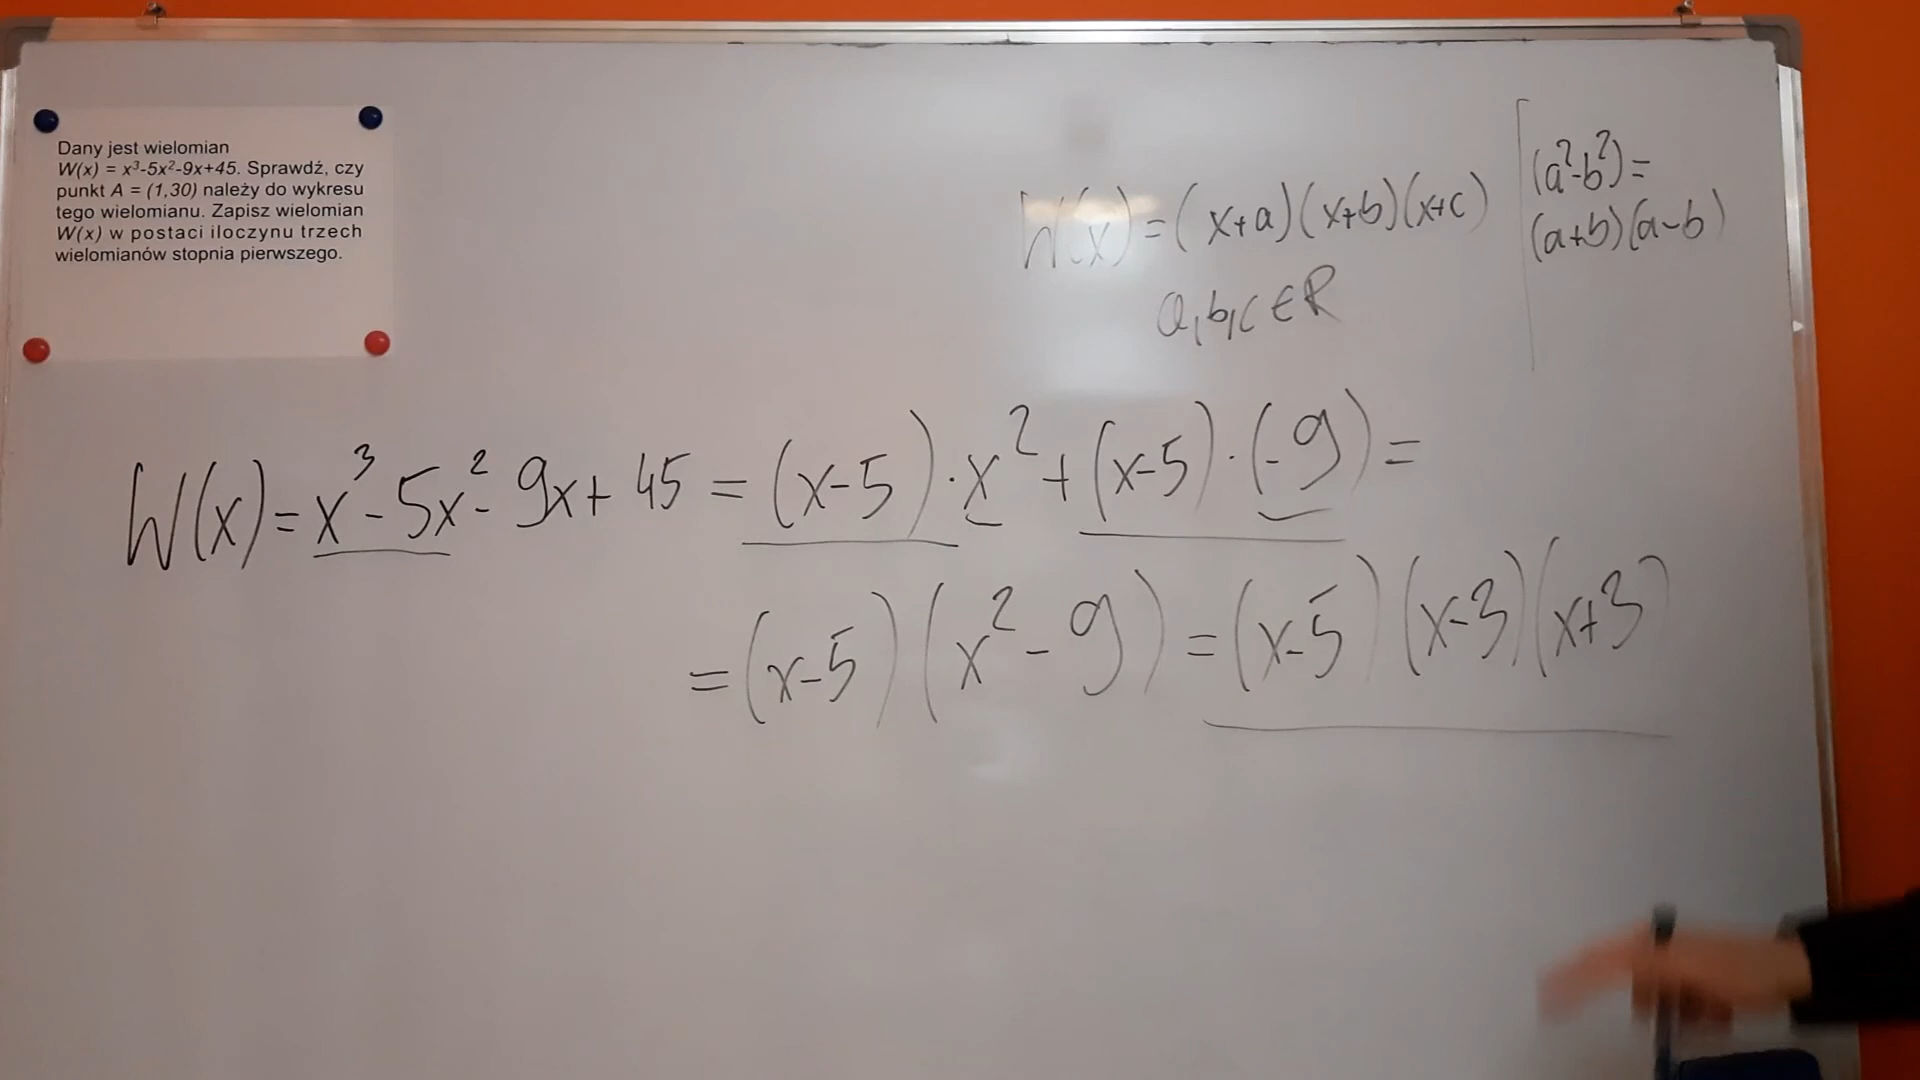 Dany jest wielomian
W(x) = x³-5x²-9x+45. Sprawdź, czy
punkt A = (1,30) należy do wykresu
tego wielomianu. Zapisz wielomian
W(x) w postaci iloczynu trzech
wielomianów stopnia pierwszego.
W(x) = (x+a)(x+b)(x+c)
a,b,c ∈ R
(a²-b²)=
(a+b)(a-b)
W(x) = x³ - 5x² - 9x + 45 = (x-5)·x² + (x-5)·(-9) =
= (x-5)(x² - 9) = (x-5)(x-3)(x+3)